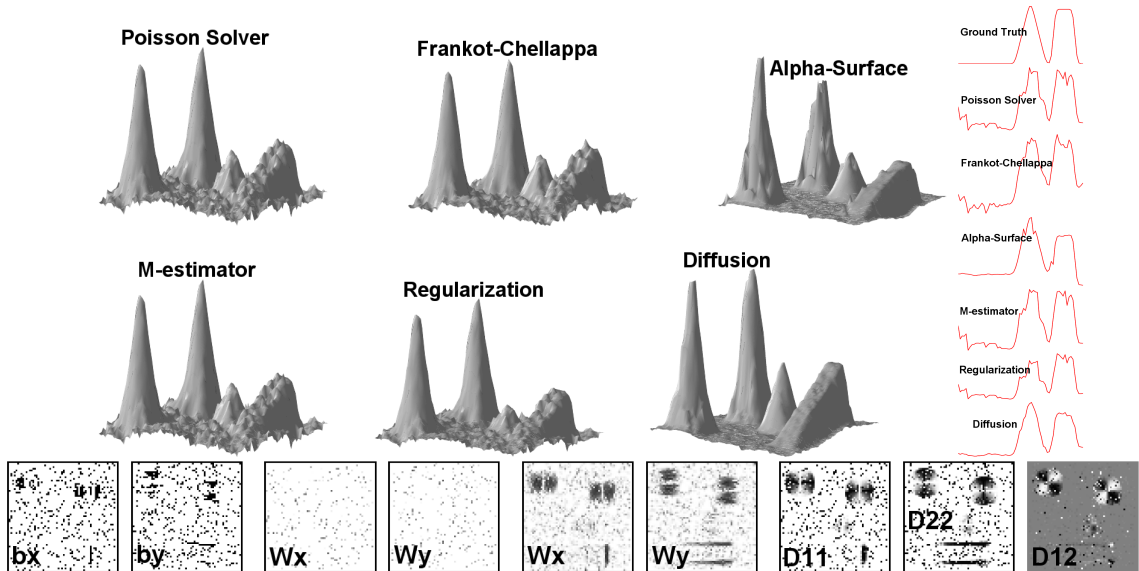 Poisson Solver
Frankot-Chellappa
Alpha-Surface
M-estimator
Regularization
Diffusion
Ground Truth
Poisson Solver
Frankot-Chellappa
Alpha-Surface
M-estimator
Regularization
Diffusion
bx
by
Wx
Wy
Wx
Wy
D11
D22
D12